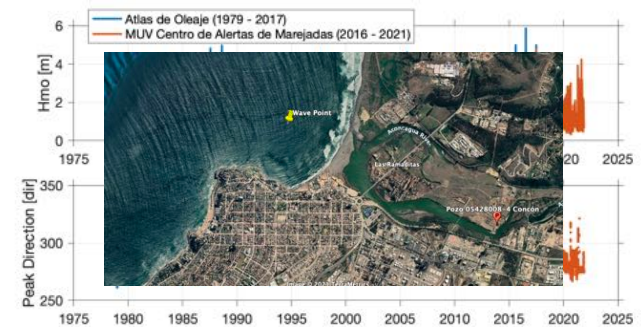 Atlas de Oleaje (1979 - 2017)
MUV Centro de Alertas de Marejadas (2016 - 2021)
Hmo [m]
6
4
2
0
Wave Point
Aconcagua River
Las Ramonitas
Pozo 05428008-4 Concón
1975
2025
Peak Direction [dir]
350
300
250
1975 1980 1985 1990 1995 2000 2005 2010 2015 2020 2025